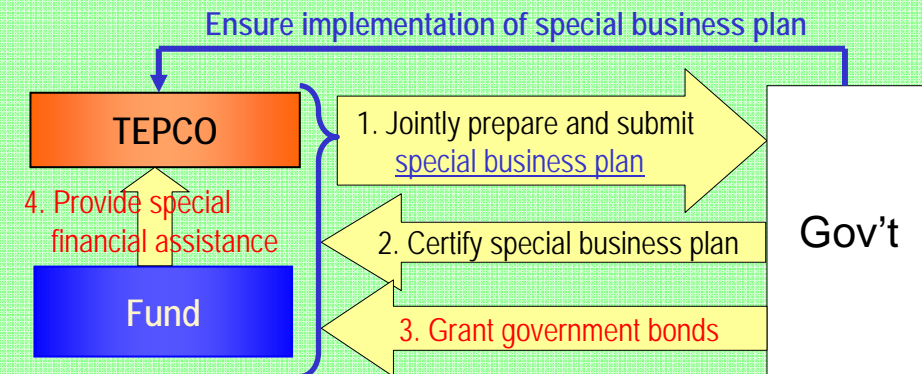 Ensure implementation of special business plan
TEPCO
1. Jointly prepare and submit
special business plan
4. Provide special
financial assistance
2. Certify special business plan
Gov't
Fund
3. Grant government bonds